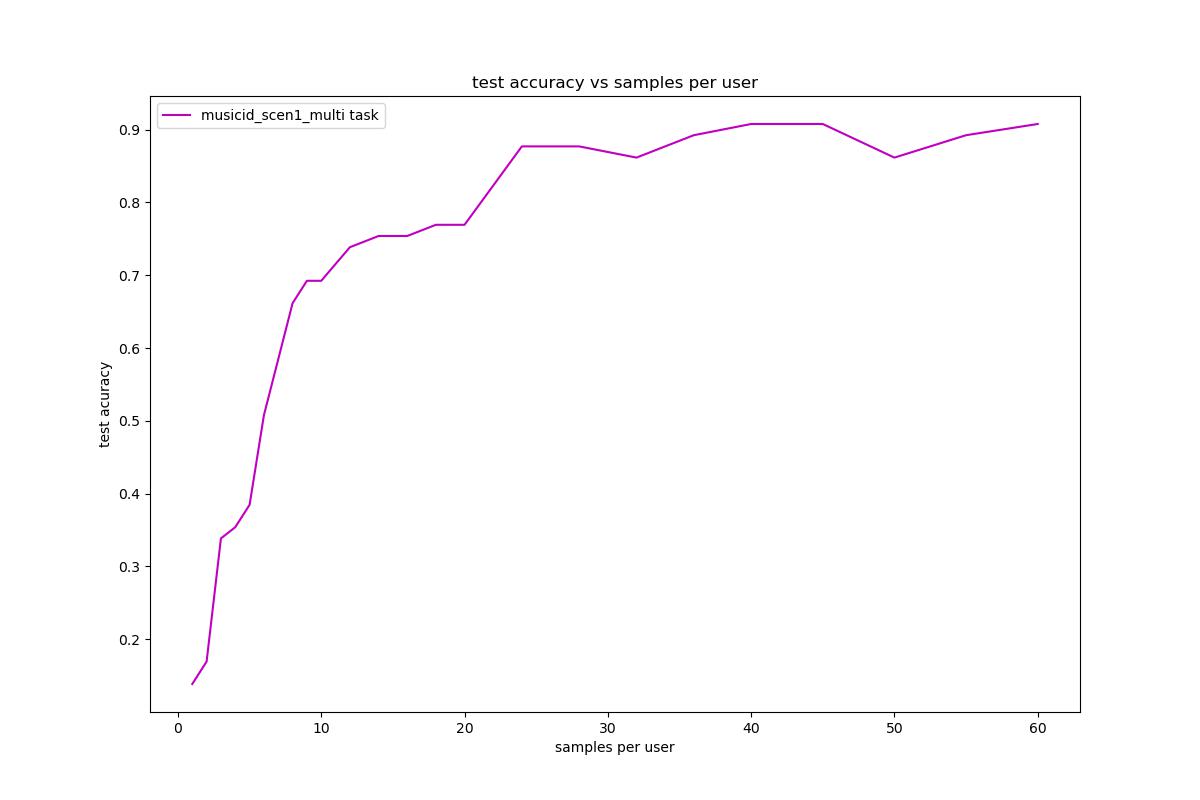 test accuracy vs samples per user
musicid_scen1_multi task
0.9
0.8
0.7
0.6
0.5
0.4
0.3
0.2
test acuracy
0 10 20 30 40 50 60
samples per user